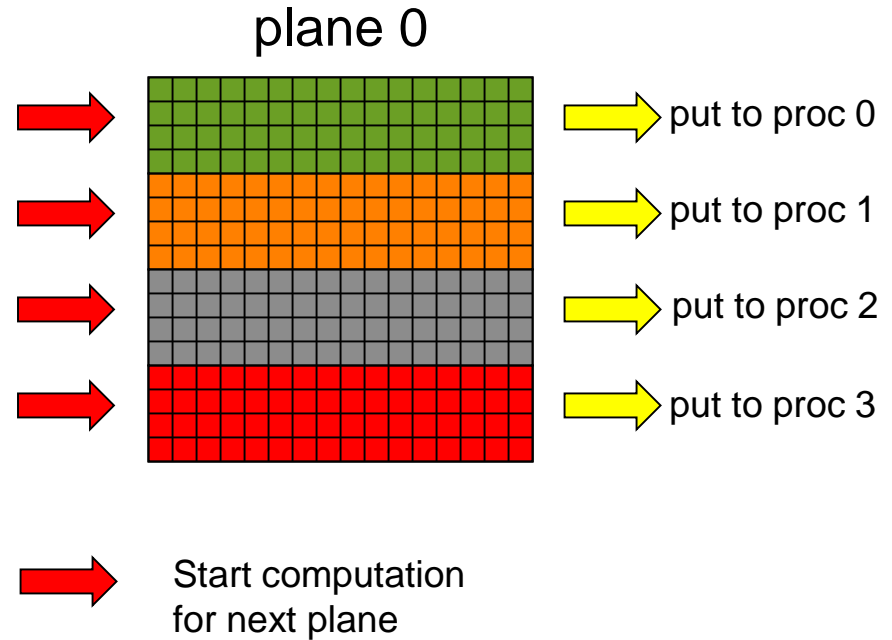 plane 0
put to proc 0
put to proc 1
put to proc 2
put to proc 3
Start computation
for next plane